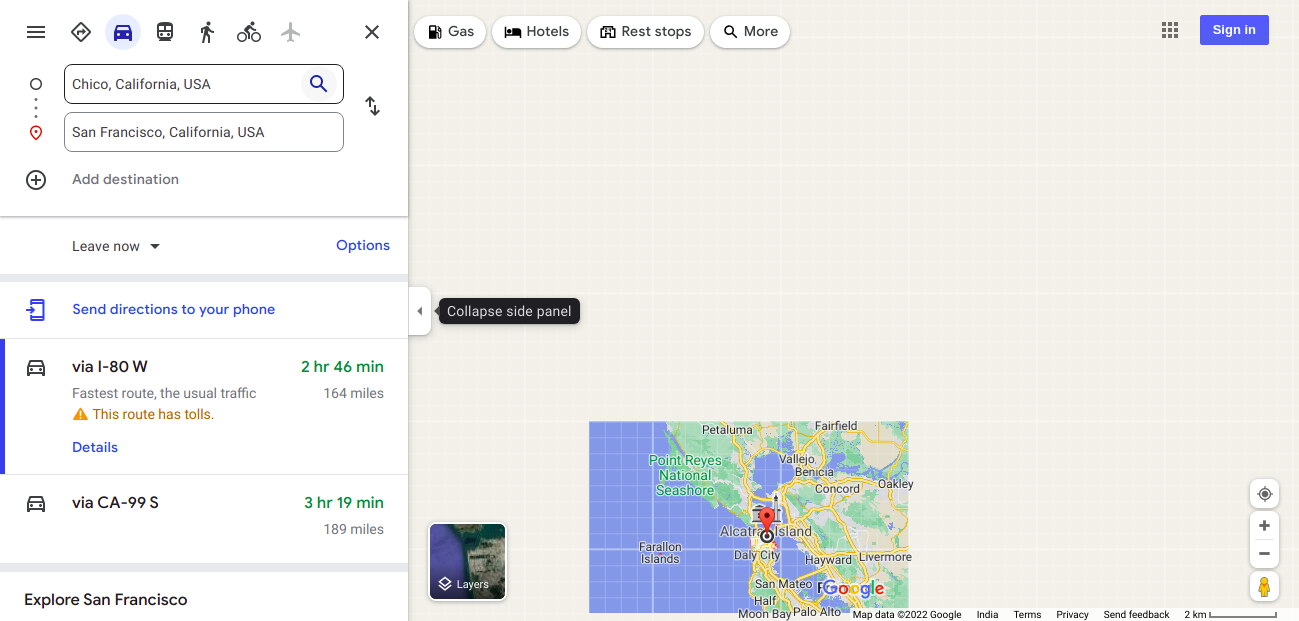 Chico, California, USA
San Francisco, California, USA
Add destination
Leave now
Options
Send directions to your phone
via I-80 W
2 hr 46 min
Fastest route, the usual traffic
164 miles
This route has tolls.
Details
via CA-99 S
3 hr 19 min
189 miles
Explore San Francisco
Gas
Hotels
Rest stops
More
Sign in
Collapse side panel
Petaluma
Fairfield
Point Reyes
National
Seashore
Vallejo
Benicia
Concord
Oakley
Alcatraz Island
Farallon
Islands
Daly City
Hayward
Livermore
San Mateo
Half
Moon Bay
Palo Alto
Layers
Google
Map data ©2022 Google
India
Terms
Privacy
Send feedback
2 km